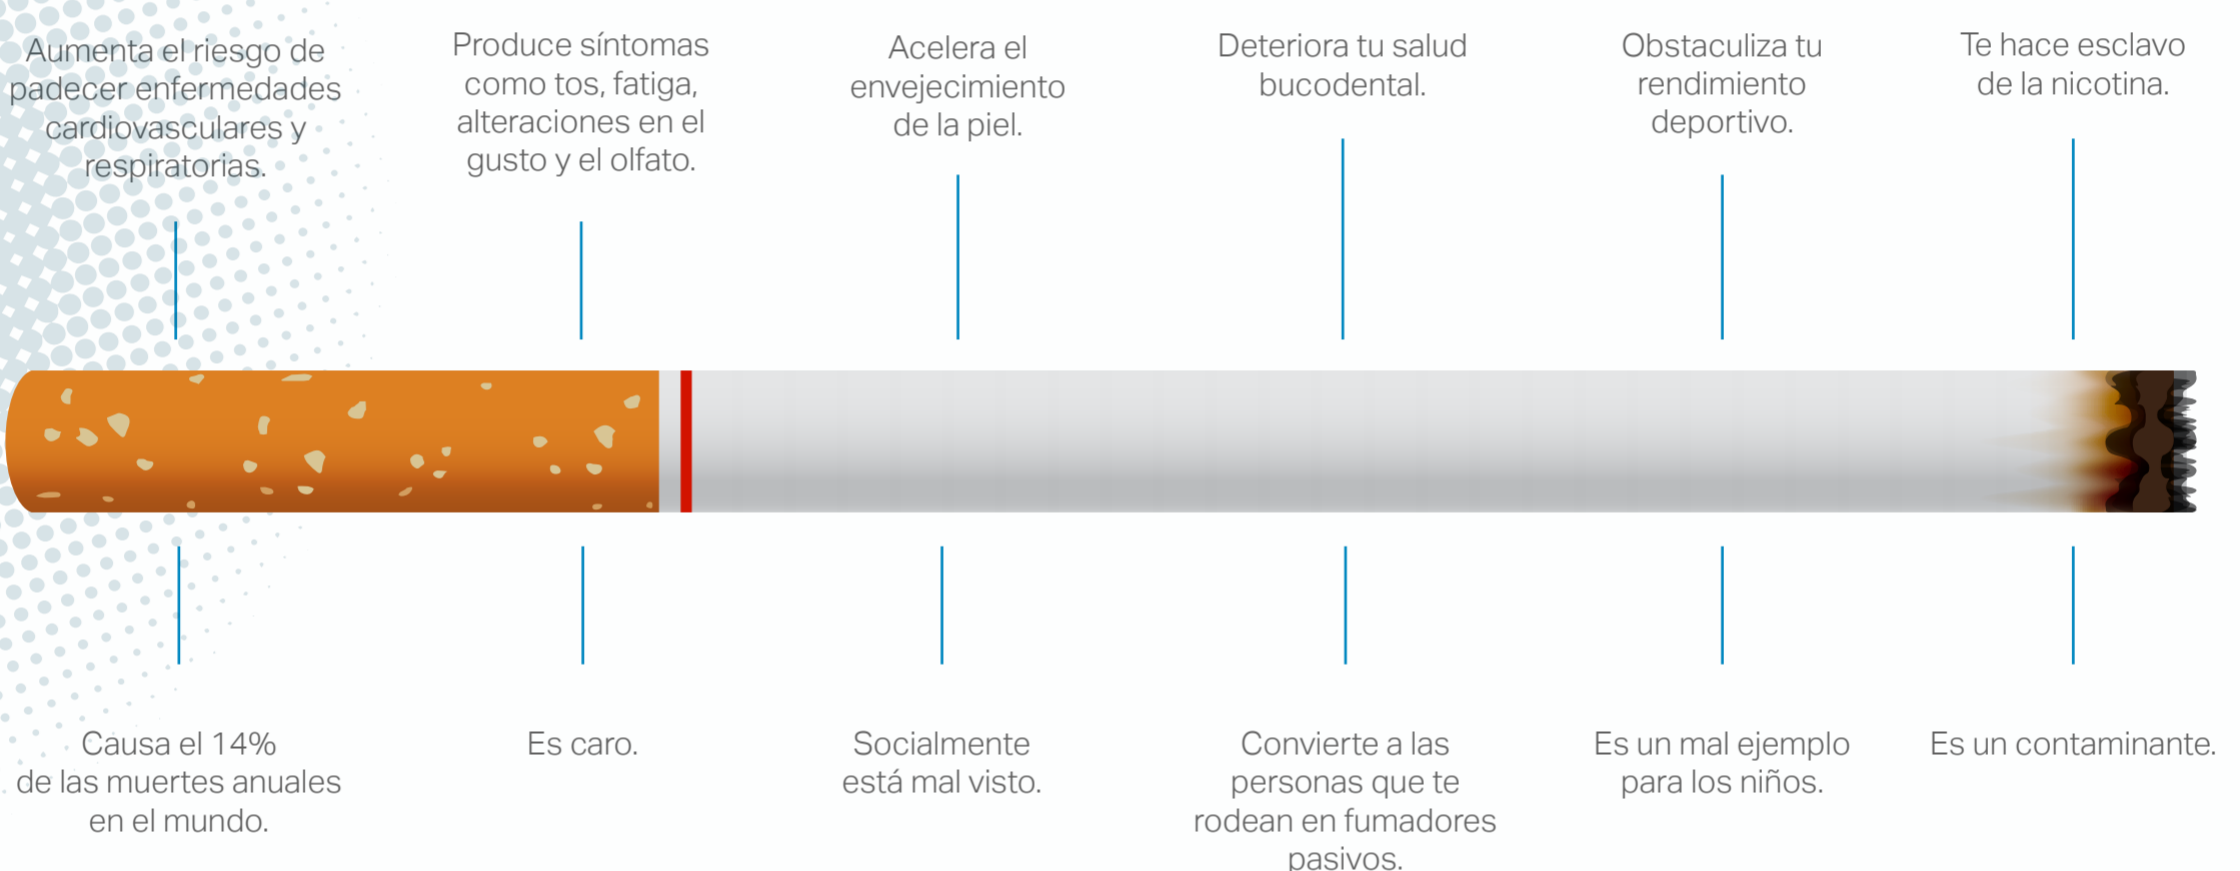 Aumenta el riesgo de
padecer enfermedades
cardiovasculares y
respiratorias.
Produce síntomas
como tos, fatiga,
alteraciones en el
gusto y el olfato.
Acelera el
envejecimiento
de la piel.
Deteriora tu salud
bucodental.
Obstaculiza tu
rendimiento
deportivo.
Te hace esclavo
de la nicotina.
Causa el 14%
de las muertes anuales
en el mundo.
Es caro.
Socialmente
está mal visto.
Convierte a las
personas que te
rodean en fumadores
pasivos.
Es un mal ejemplo
para los niños.
Es un contaminante.